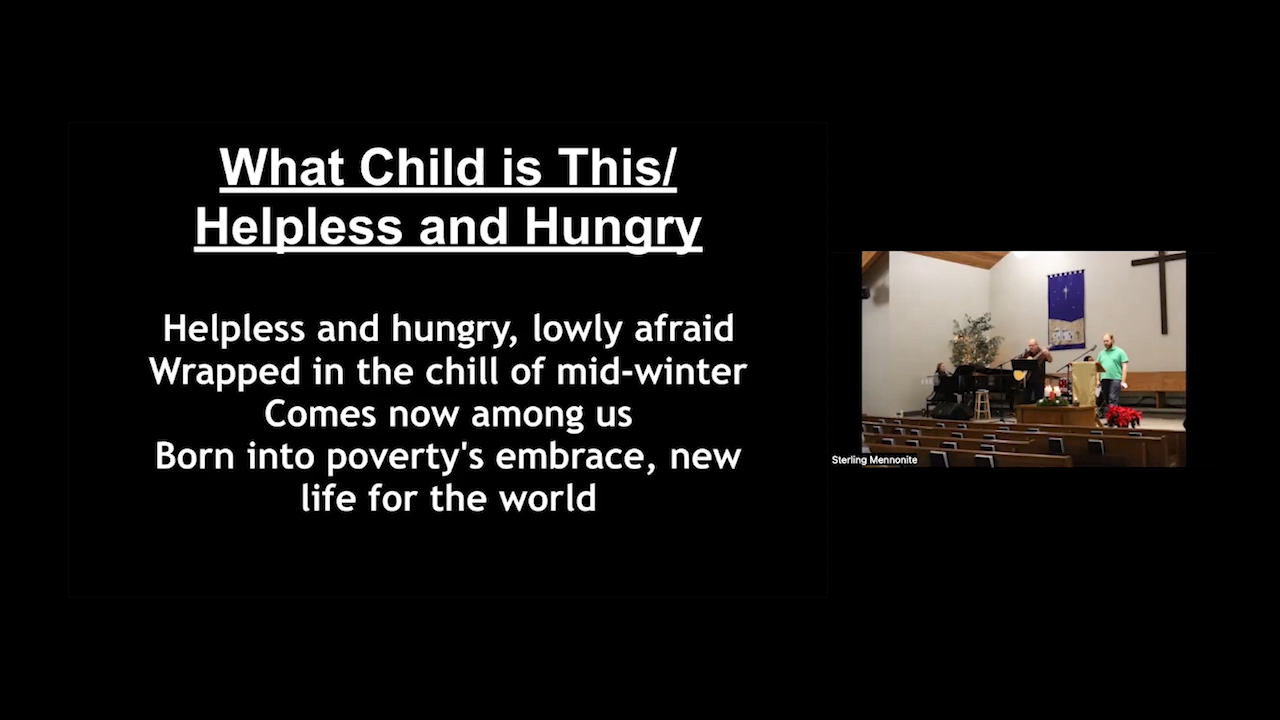 What Child is This/
Helpless and Hungry
Helpless and hungry, lowly afraid
Wrapped in the chill of mid-winter
Comes now among us
Born into poverty's embrace, new
life for the world
Sterling Mennonite